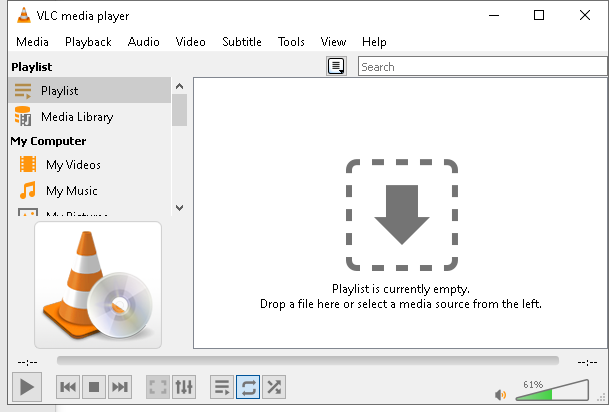 VLC media player
Media Playback Audio Video Subtitle Tools View Help
Playlist
Search
Playlist
Media Library
My Computer
My Videos
My Music
My Pictures
Playlist is currently empty.
Drop a file here or select a media source from the left.
--:--
--:--
61%